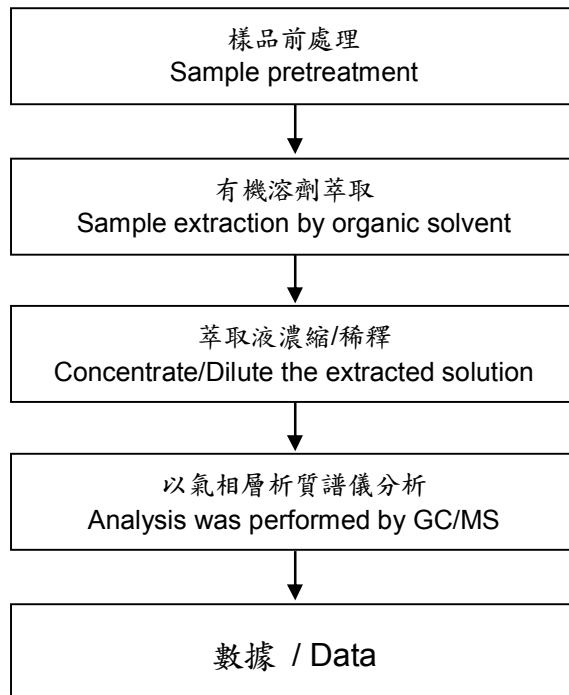 樣品前處理
Sample pretreatment
有機溶劑萃取
Sample extraction by organic solvent
萃取液濃縮/稀釋
Concentrate/Dilute the extracted solution
以氣相層析質譜儀分析
Analysis was performed by GC/MS
數據 / Data